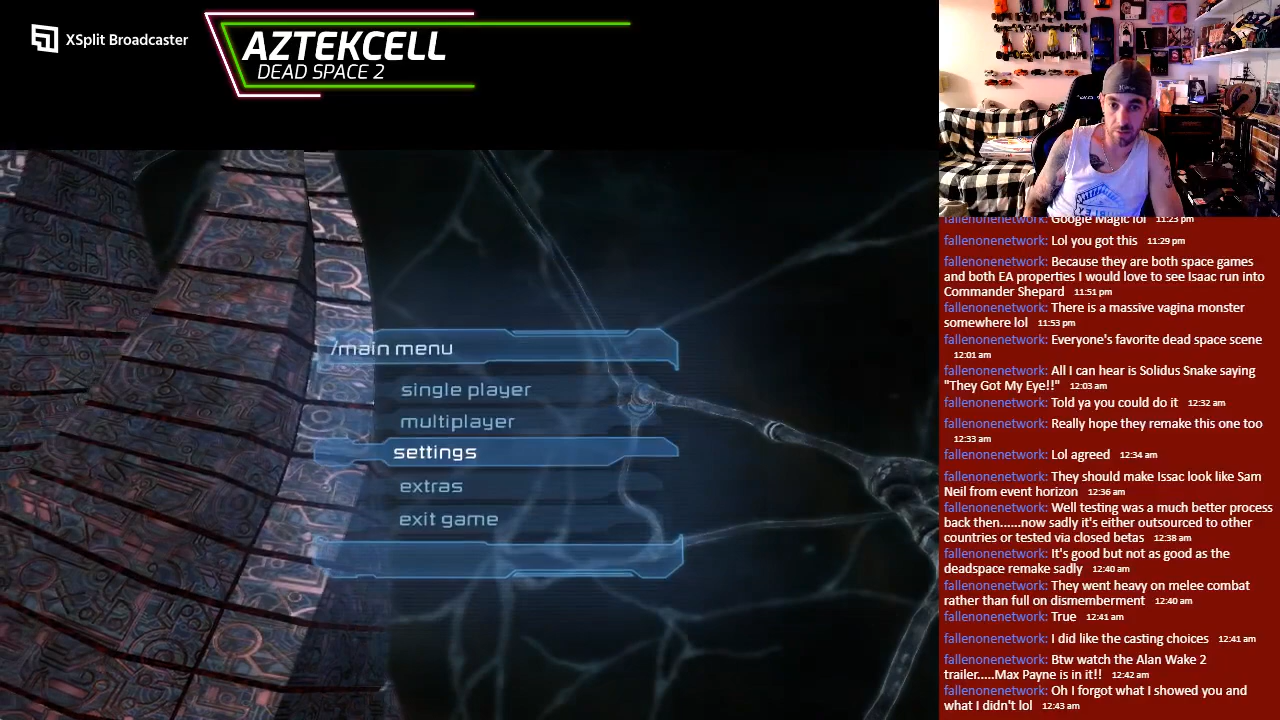 XSplit Broadcaster
AZTEKCELL
DEAD SPACE 2
/main menu
single player
multiplayer
settings
extras
exit game
fallenonenetwork: Google Magic lol 11:23 pm
fallenonenetwork: Lol you got this 11:29 pm
fallenonenetwork: Because they are both space games
and both EA properties I would love to see Isaac run into
Commander Shepard 11:51 pm
fallenonenetwork: There is a massive vagina monster
somewhere lol 11:53 pm
fallenonenetwork: Everyone's favorite dead space scene
12:01 am
fallenonenetwork: All I can hear is Solidus Snake saying
"They Got My Eye!!" 12:03 am
fallenonenetwork: Told ya you could do it 12:32 am
fallenonenetwork: Really hope they remake this one too
12:33 am
fallenonenetwork: Lol agreed 12:34 am
fallenonenetwork: They should make Issac look like Sam
Neil from event horizon 12:36 am
fallenonenetwork: Well testing was a much better process
back then......now sadly it's either outsourced to other
countries or tested via closed betas 12:38 am
fallenonenetwork: It's good but not as good as the
deadspace remake sadly 12:40 am
fallenonenetwork: They went heavy on melee combat
rather than full on dismemberment 12:40 am
fallenonenetwork: True 12:41 am
fallenonenetwork: I did like the casting choices 12:41 am
fallenonenetwork: Btw watch the Alan Wake 2
trailer.....Max Payne is in it!! 12:42 am
fallenonenetwork: Oh I forgot what I showed you and
what I didn't lol 12:43 am